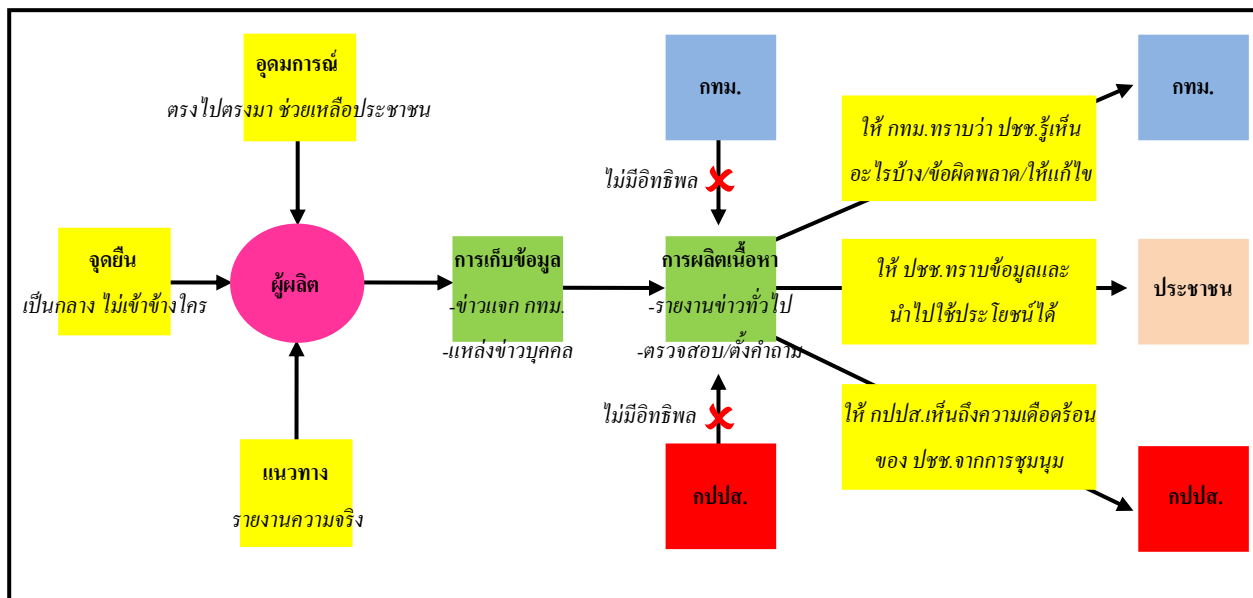 อุดมการณ์
ตรงไปตรงมา ช่วยเหลือประชาชน
จุดยืน
เป็นกลาง ไม่เข้าข้างใคร
ผู้ผลิต
แนวทาง
รายงานความจริง
การเก็บข้อมูล
-ข่าวแจก กทม.
-แหล่งข่าวบุคคล
กทม.
ไม่มีอิทธิพล
การผลิตเนื้อหา
-รายงานข่าวทั่วไป
-ตรวจสอบ/ตั้งคำถาม
ไม่มีอิทธิพล
กปปส.
ให้ กทม.ทราบว่า ปชช.รู้เห็น
อะไรบ้าง/ข้อผิดพลาด/ให้แก้ไข
ให้ ปชช.ทราบข้อมูลและ
นำไปใช้ประโยชน์ได้
ให้ กปปส.เห็นถึงความเดือดร้อน
ของ ปชช.จากการชุมนุม
กทม.
ประชาชน
กปปส.